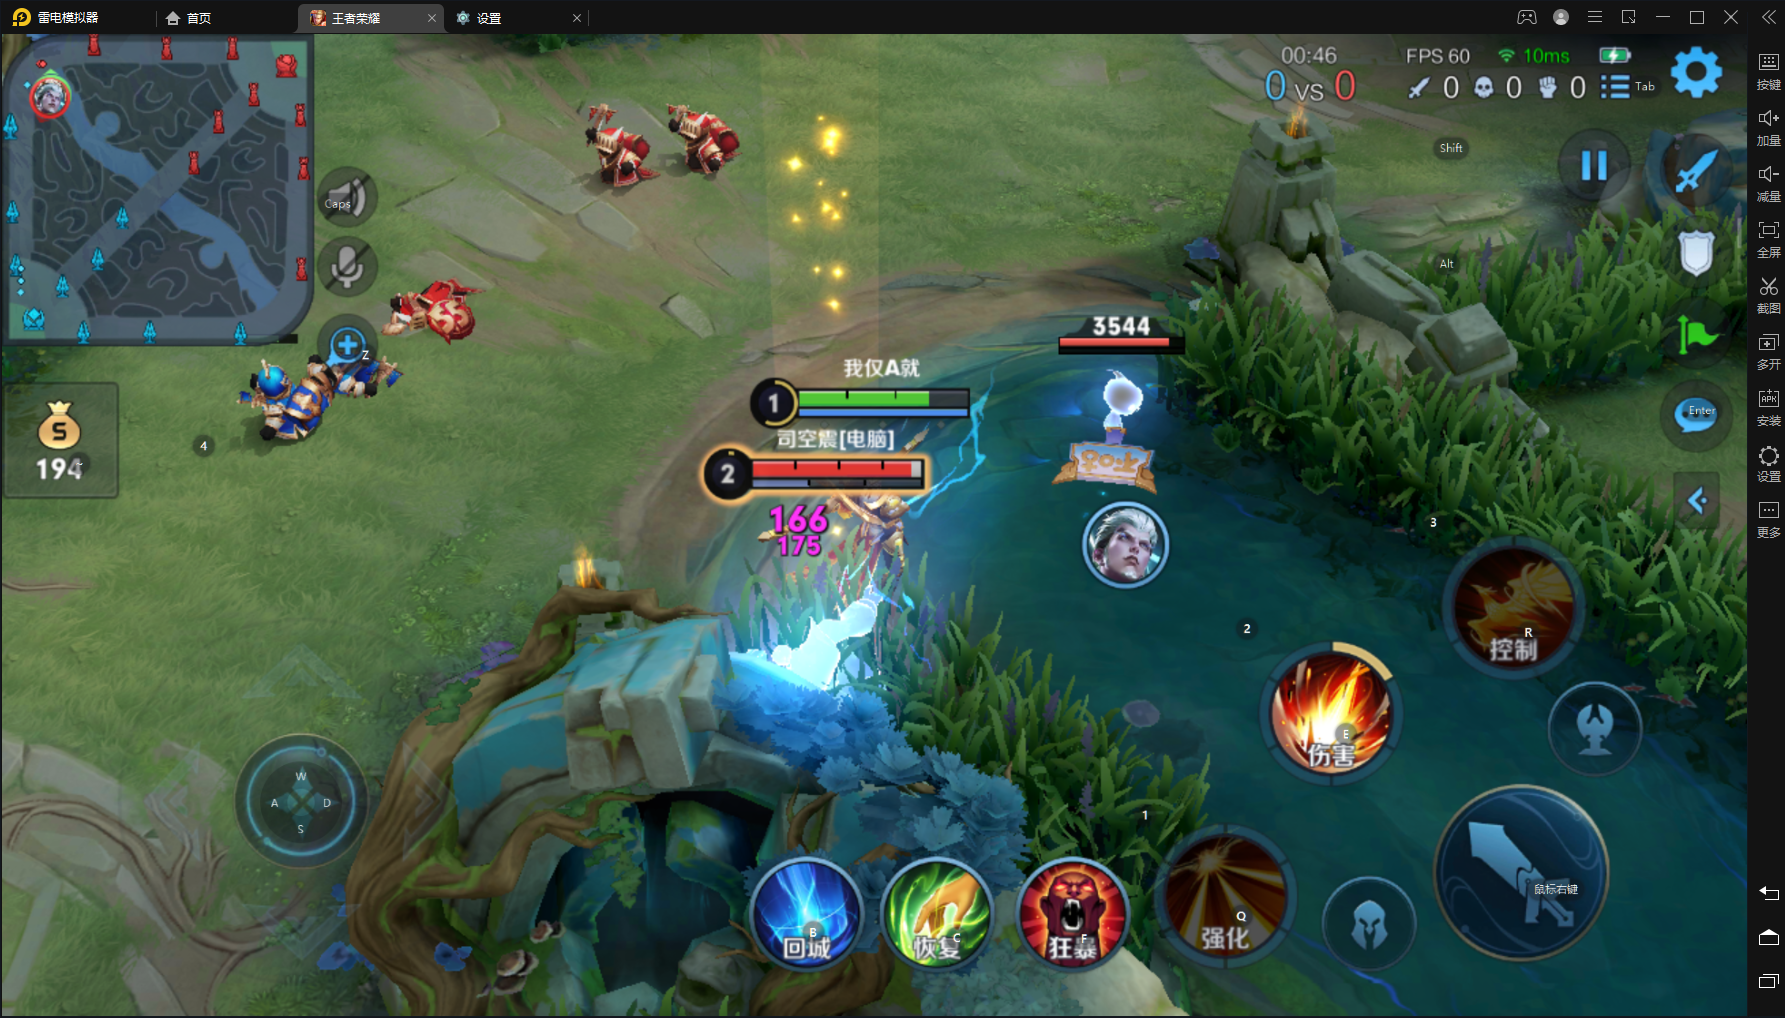 雷电模拟器
首页
王者荣耀
设置
00:46
FPS 60
10ms
0 VS 0
0
0
0
Tab
Shift
Alt
Caps
Z
4
194
3544
我仅A就
1
司空震[电脑]
2
166
175
Enter
3
2
1
R
控制
E
伤害
Q
强化
鼠标右键
W
A
D
S
B
回城
C
恢复
F
狂暴
按键
加量
减量
全屏
截图
多开
APK
安装
设置
更多